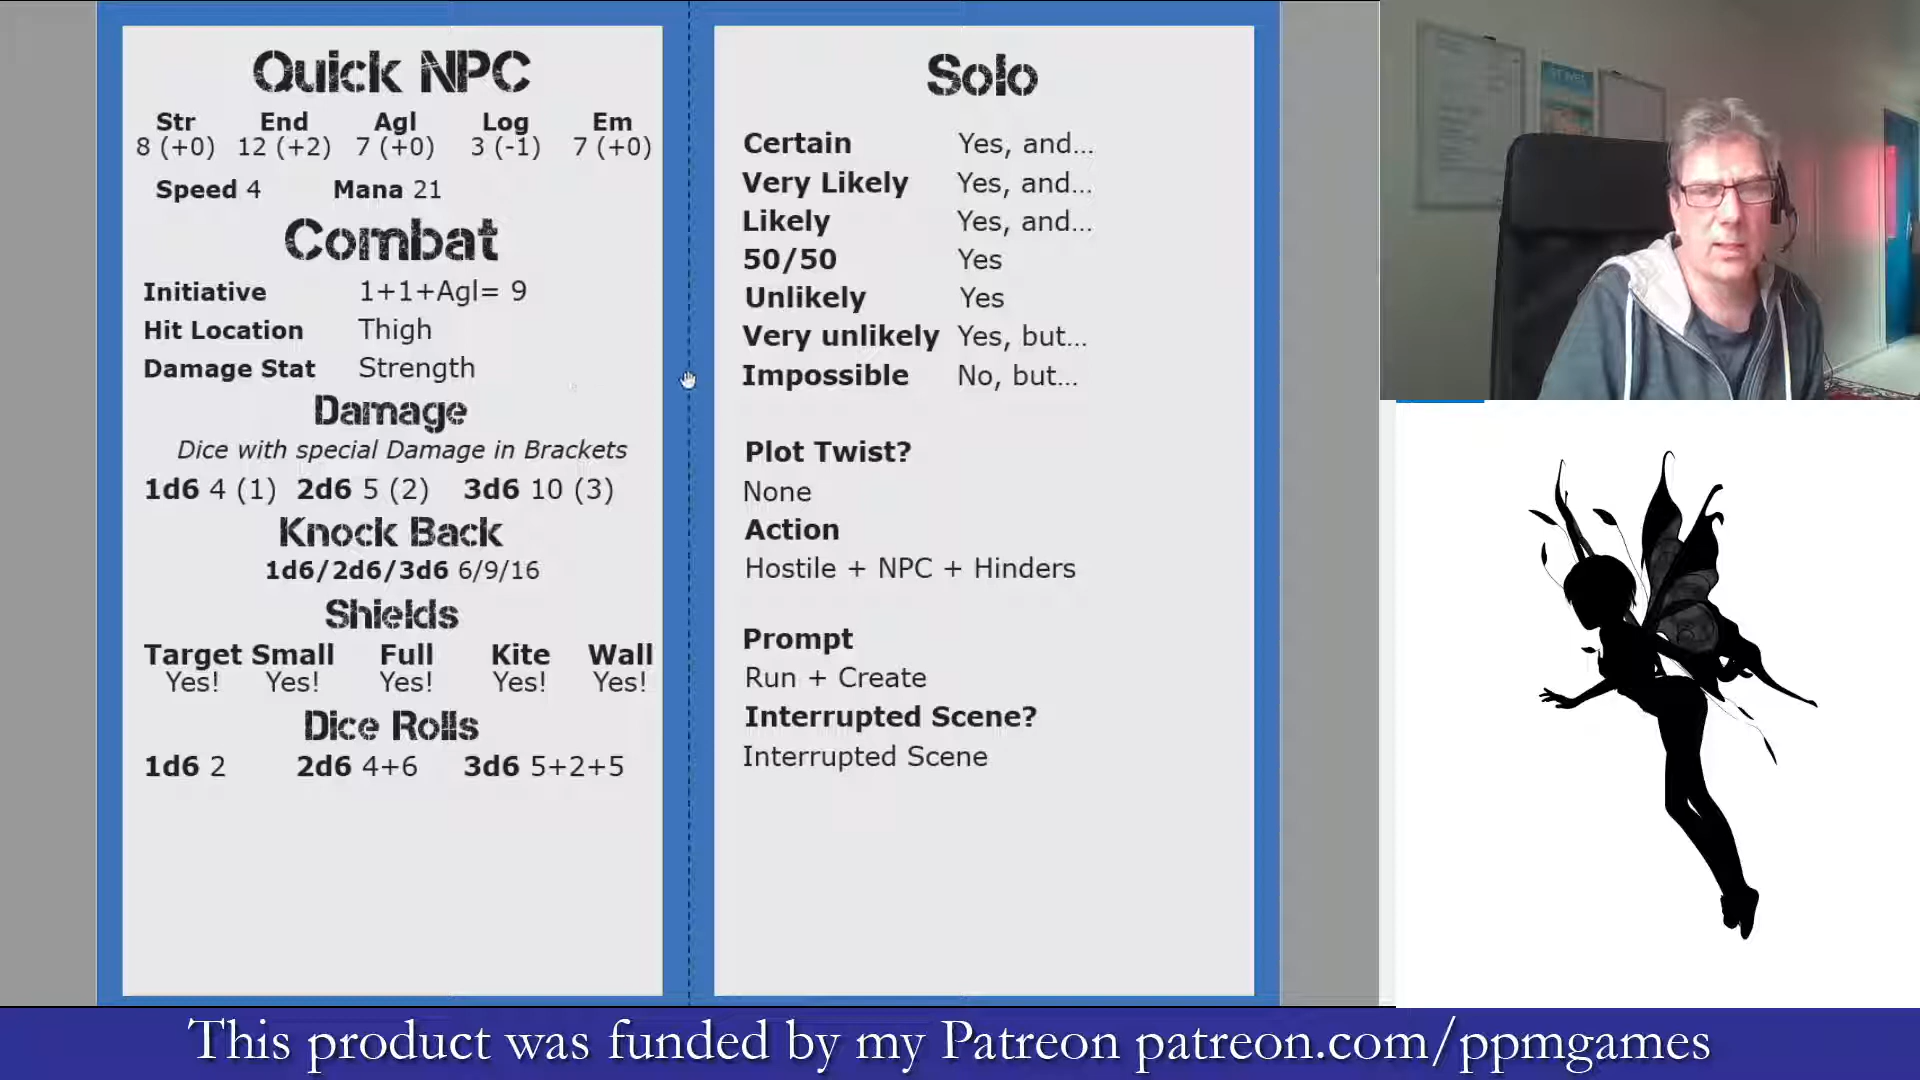 Quick NPC
Str End Agl Log Em
8 (+0) 12 (+2) 7 (+0) 3 (-1) 7 (+0)
Speed 4 Mana 21
Combat
Initiative 1+1+Agl= 9
Hit Location Thigh
Damage Stat Strength
Damage
Dice with special Damage in Brackets
1d6 4 (1) 2d6 5 (2) 3d6 10 (3)
Knock Back
1d6/2d6/3d6 6/9/16
Shields
Target Small Full Kite Wall
Yes! Yes! Yes! Yes! Yes!
Dice Rolls
1d6 2 2d6 4+6 3d6 5+2+5
Solo
Certain Yes, and...
Very Likely Yes, and...
Likely Yes, and...
50/50 Yes
Unlikely Yes
Very unlikely Yes, but...
Impossible No, but...
Plot Twist?
None
Action
Hostile + NPC + Hinders
Prompt
Run + Create
Interrupted Scene?
Interrupted Scene
This product was funded by my Patreon patreon.com/ppmgames